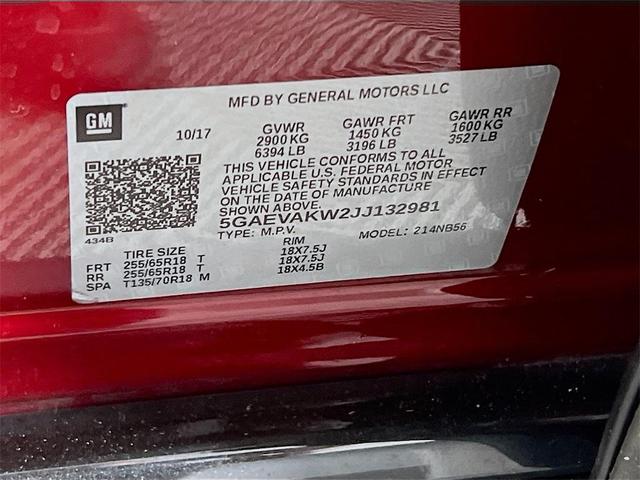 MFD BY GENERAL MOTORS LLC
GM
10/17
GVWR
2900 KG
6394 LB
GAWR FRT
1450 KG
3196 LB
GAWR RR
1600 KG
3527 LB
THIS VEHICLE CONFORMS TO ALL
APPLICABLE U.S. FEDERAL MOTOR
VEHICLE SAFETY STANDARDS IN EFFECT
ON THE DATE OF MANUFACTURE
SHOWN ABOVE.
5GAEVAKW2JJ132981
TYPE: M.P.V.
MODEL: 214NB56
434B
TIRE SIZE RIM
FRT 255/65R18 T 18X7.5J
RR 255/65R18 T 18X7.5J
SPA T135/70R18 M 18X4.5B